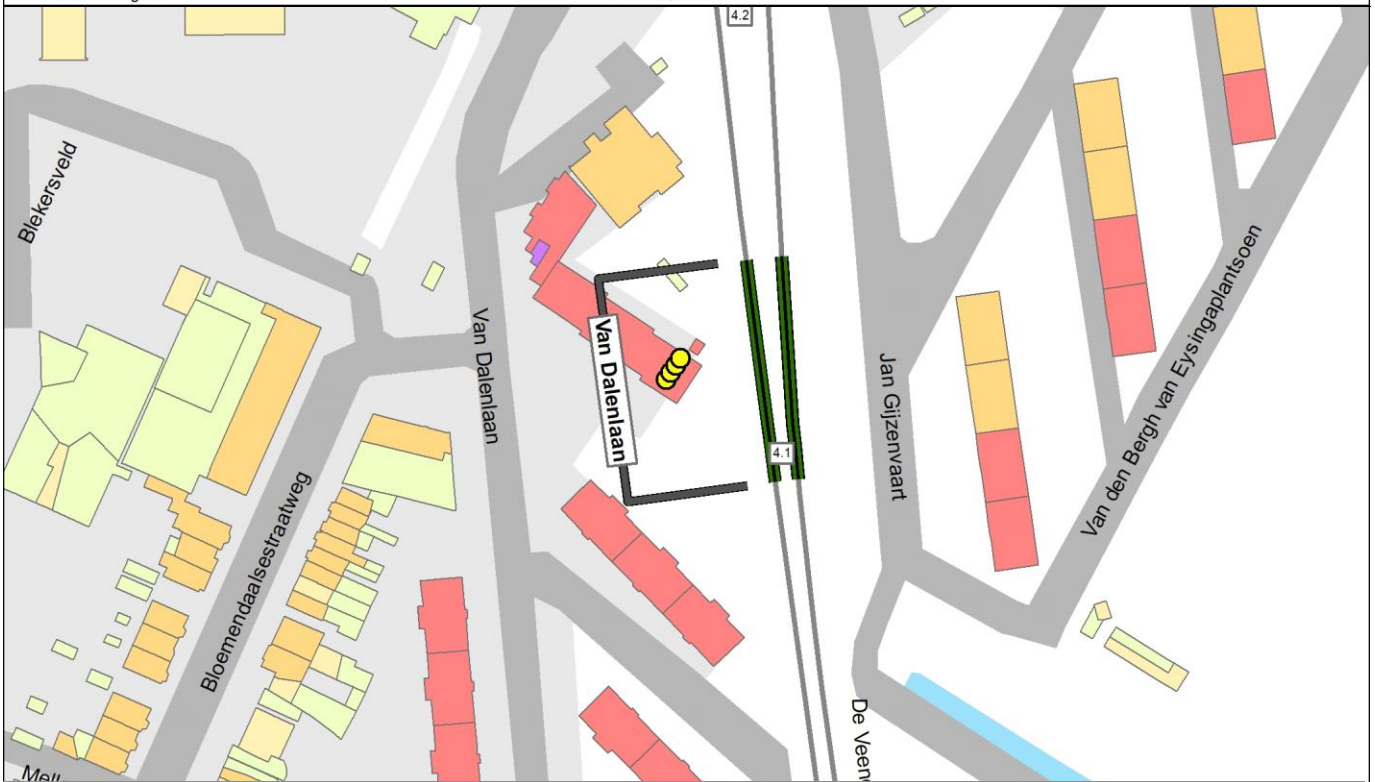 4.2
Blekersveld
Van Dalenlaan
Van Dalenlaan
Jan Gijzenvaart
Van den Bergh van Eysingaplantsoen
4.1
Bloemendaalsestraatweg
De Veen
Mell